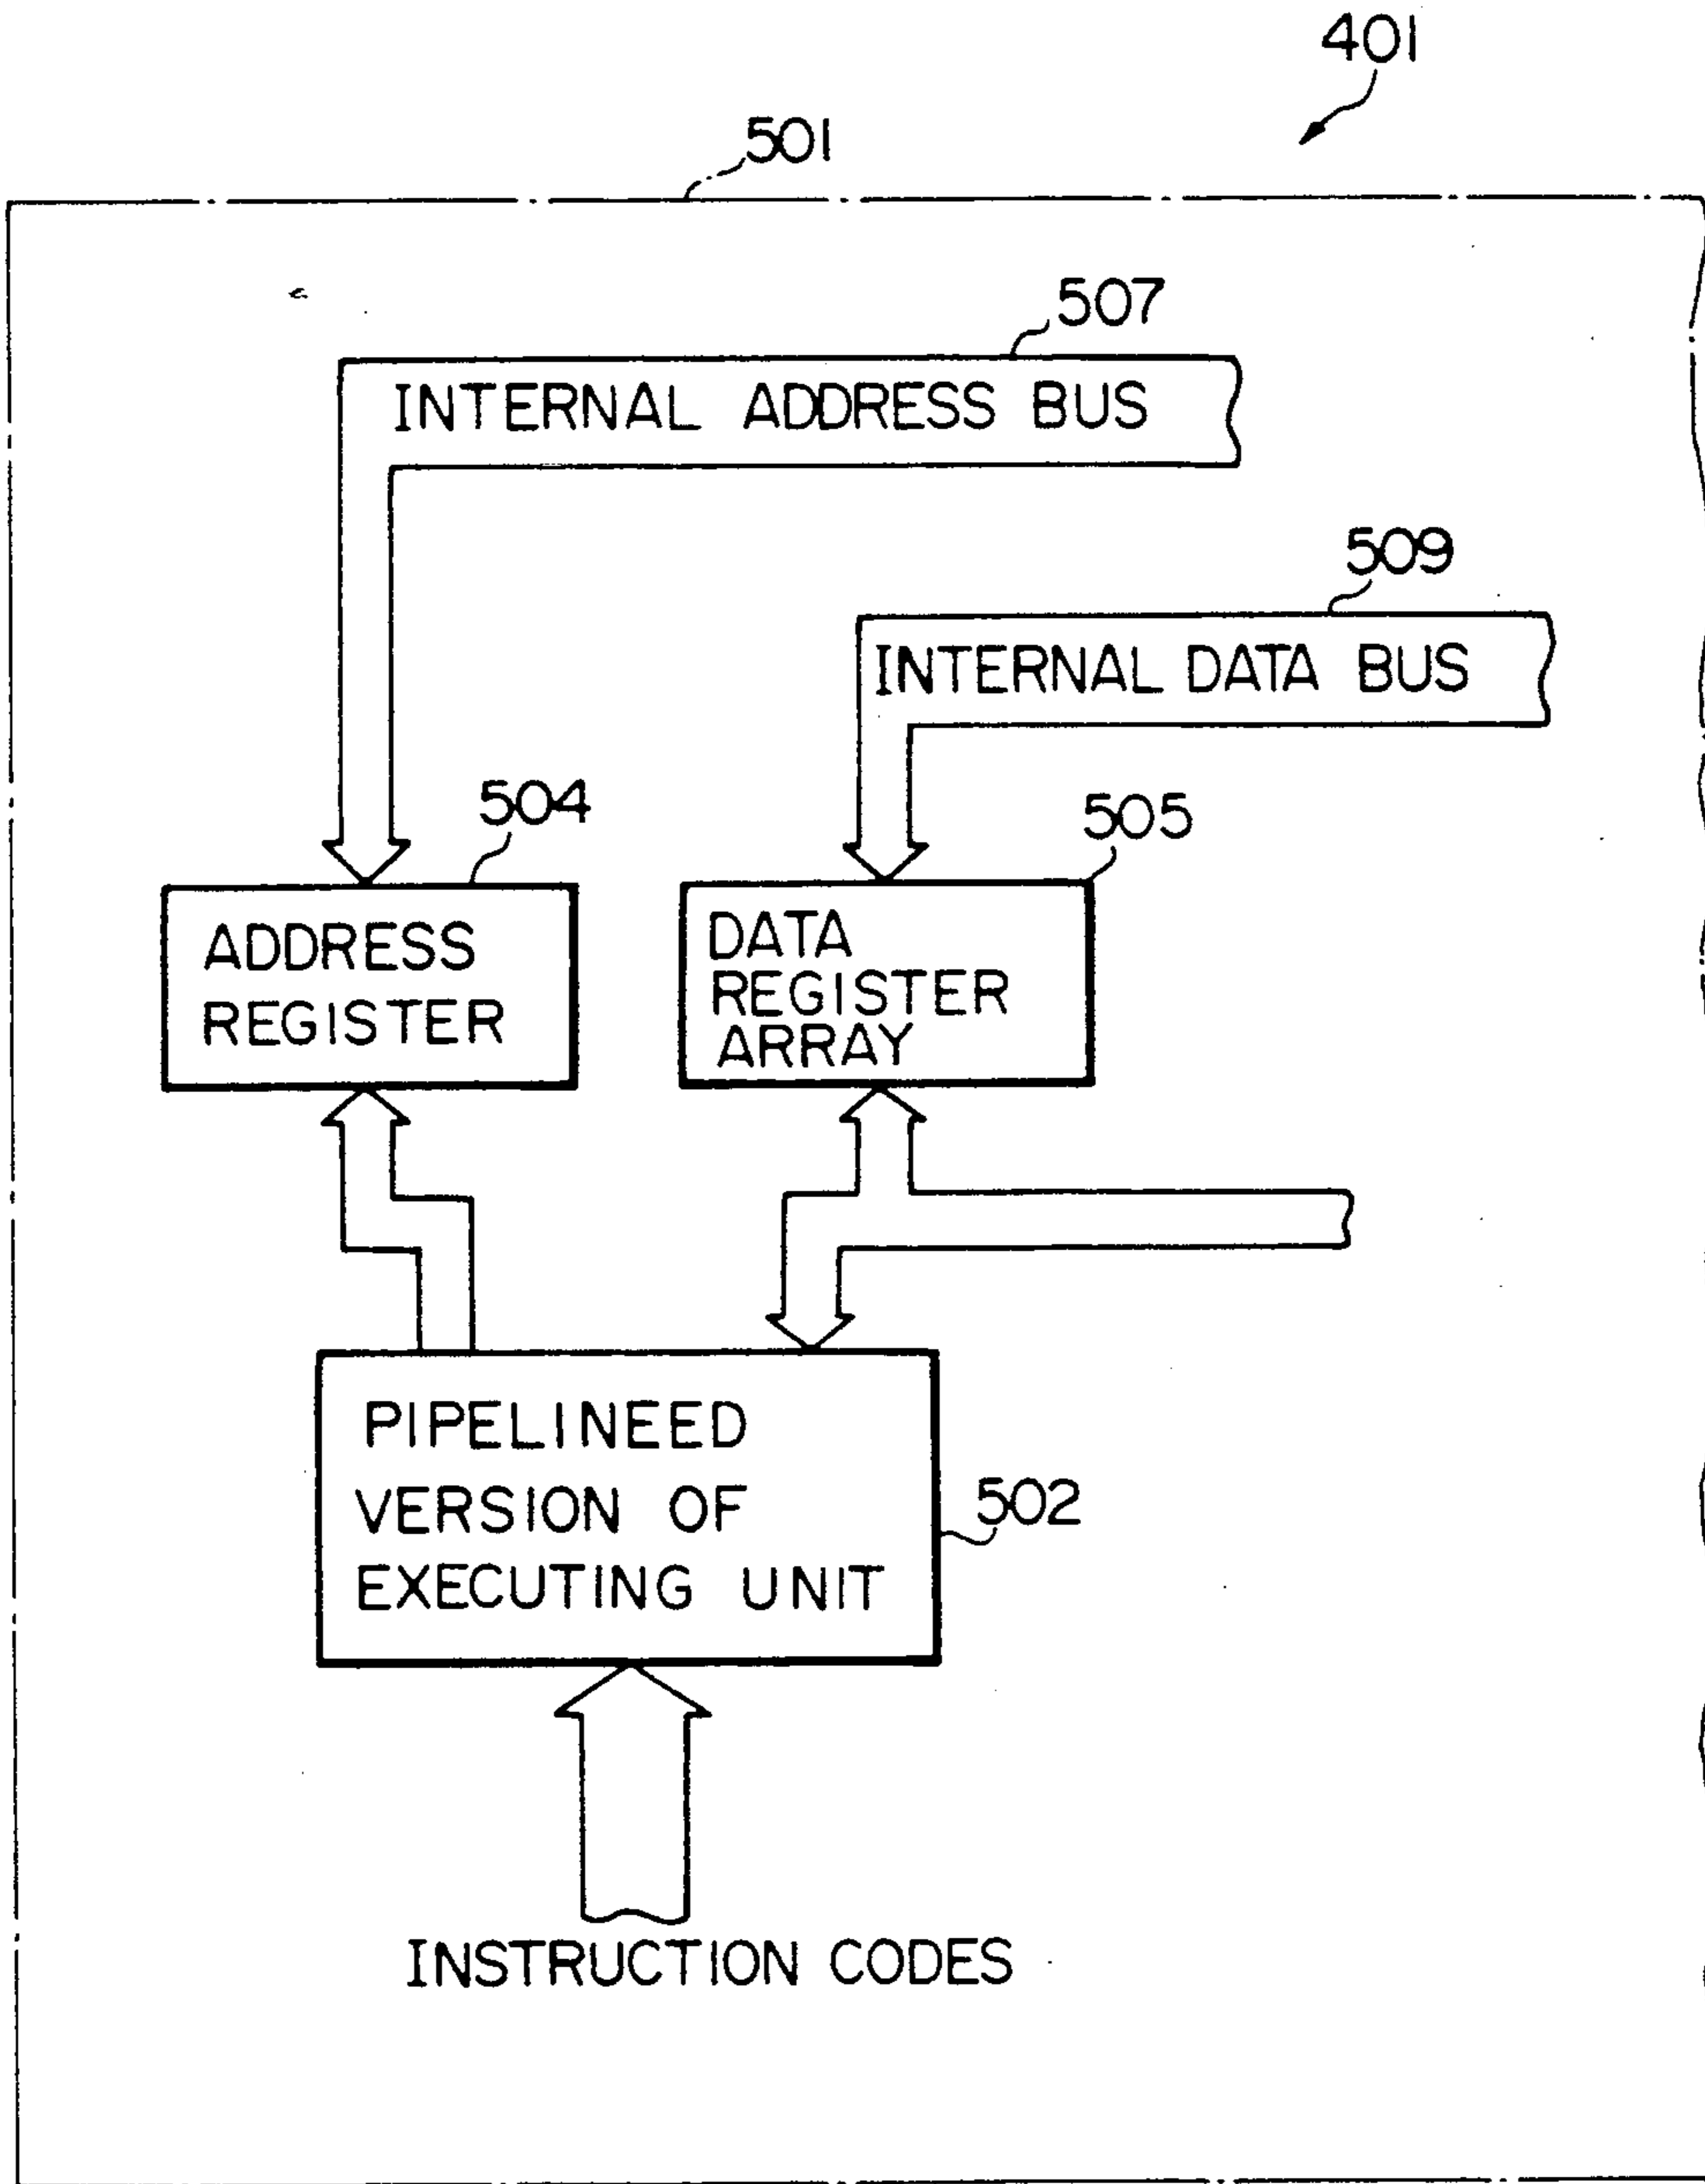 401
501
507
INTERNAL ADDRESS BUS
509
INTERNAL DATA BUS
504
505
ADDRESS
REGISTER
DATA
REGISTER
ARRAY
PIPELINEED
VERSION OF
EXECUTING UNIT
502
INSTRUCTION CODES